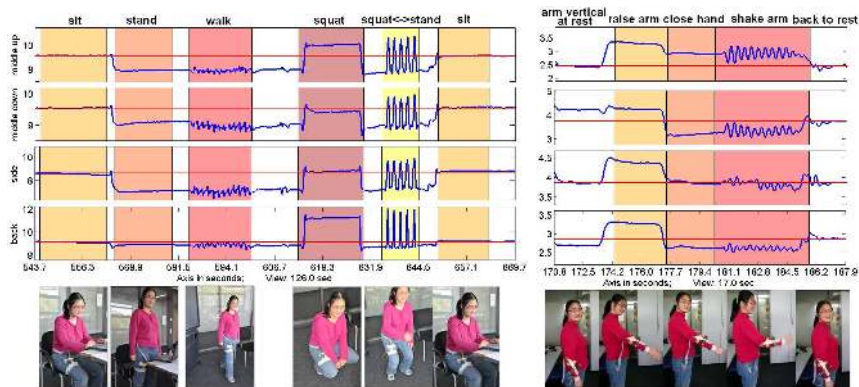 sit stand walk squat squat<->stand sit
middle up
10
9
middle down
10
9
side
10
back
12
10
8
543.7 556.3 568.9 581.5 594.1 606.7 619.3 631.9 644.5 657.1 669.7
Axis in seconds; View: 126.0 sec
arm vertical at rest raise arm close hand shake arm back to rest
3.5
3
2.5
2
5
4
3
4.5
4
3.5
3.5
3
2.5
170.8 172.5 174.2 176.0 177.7 179.4 181.1 182.8 184.5 186.2 187.9
Axis in seconds; View: 17.0 sec